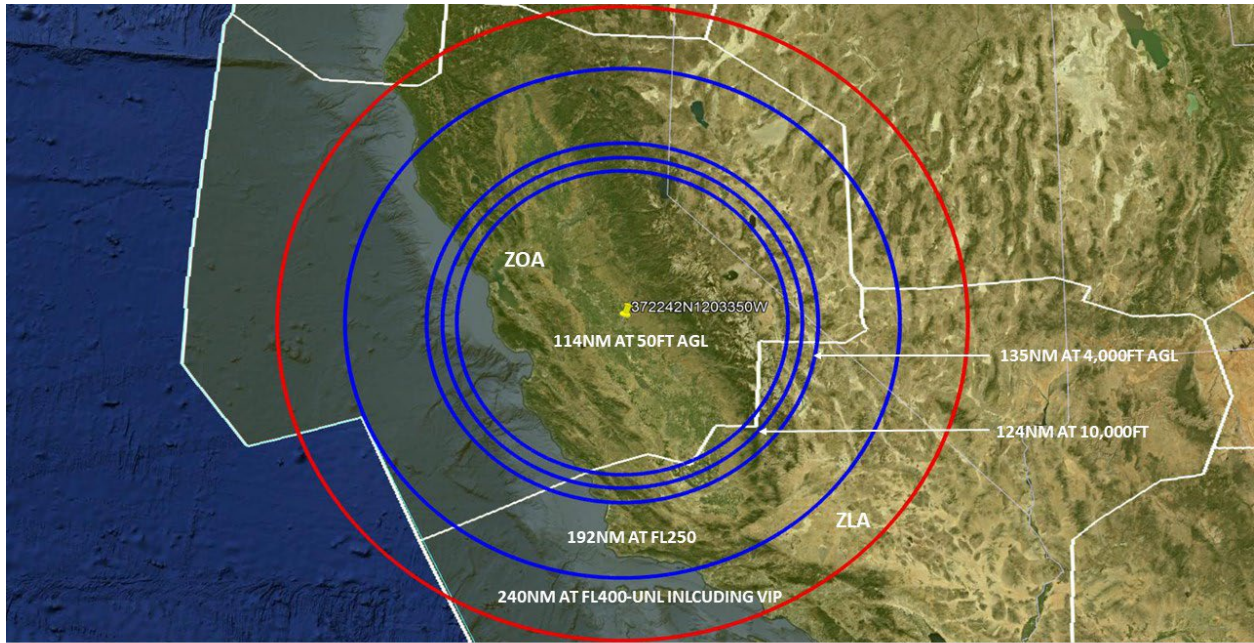 ZOA
372242N1203350W
114NM AT 50FT AGL
135NM AT 4,000FT AGL
124NM AT 10,000FT
ZLA
192NM AT FL250
240NM AT FL400-UNL INLCUDING VIP